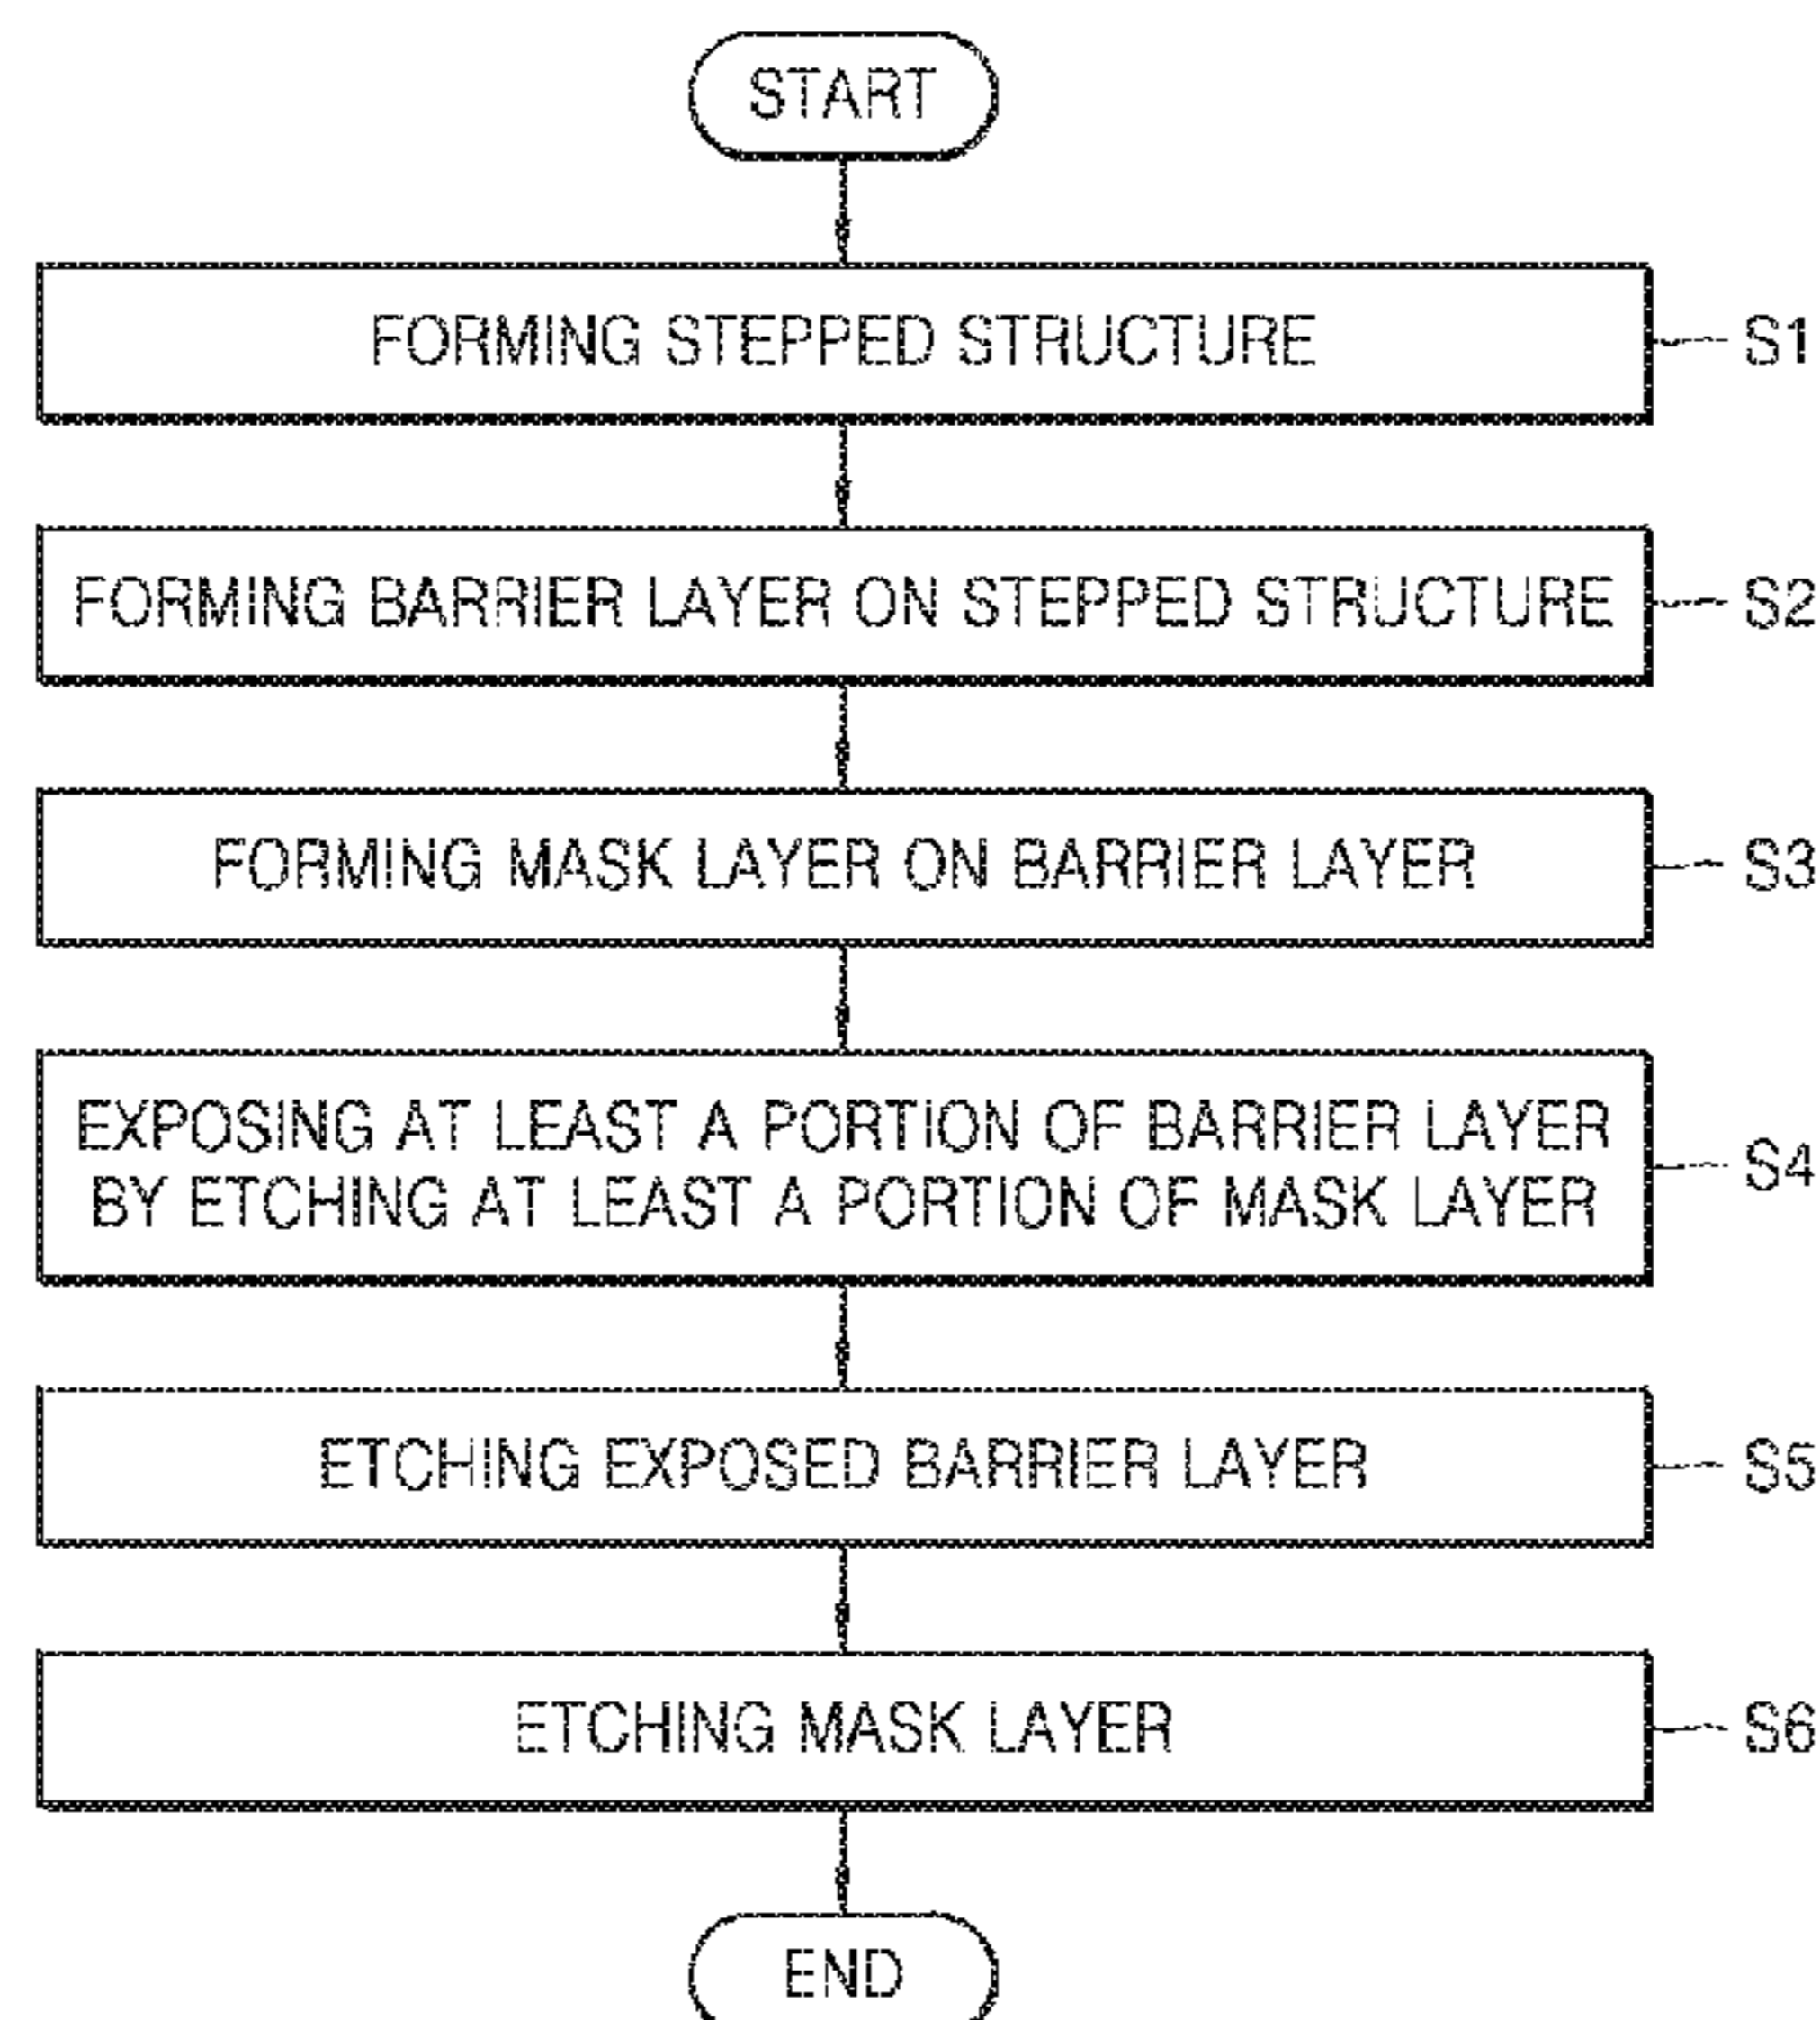 START
FORMING STEPPED STRUCTURE
S1
FORMING BARRIER LAYER ON STEPPED STRUCTURE
S2
FORMING MASK LAYER ON BARRIER LAYER
S3
EXPOSING AT LEAST A PORTION OF BARRIER LAYER
BY ETCHING AT LEAST A PORTION OF MASK LAYER
S4
ETCHING EXPOSED BARRIER LAYER
S5
ETCHING MASK LAYER
S6
END